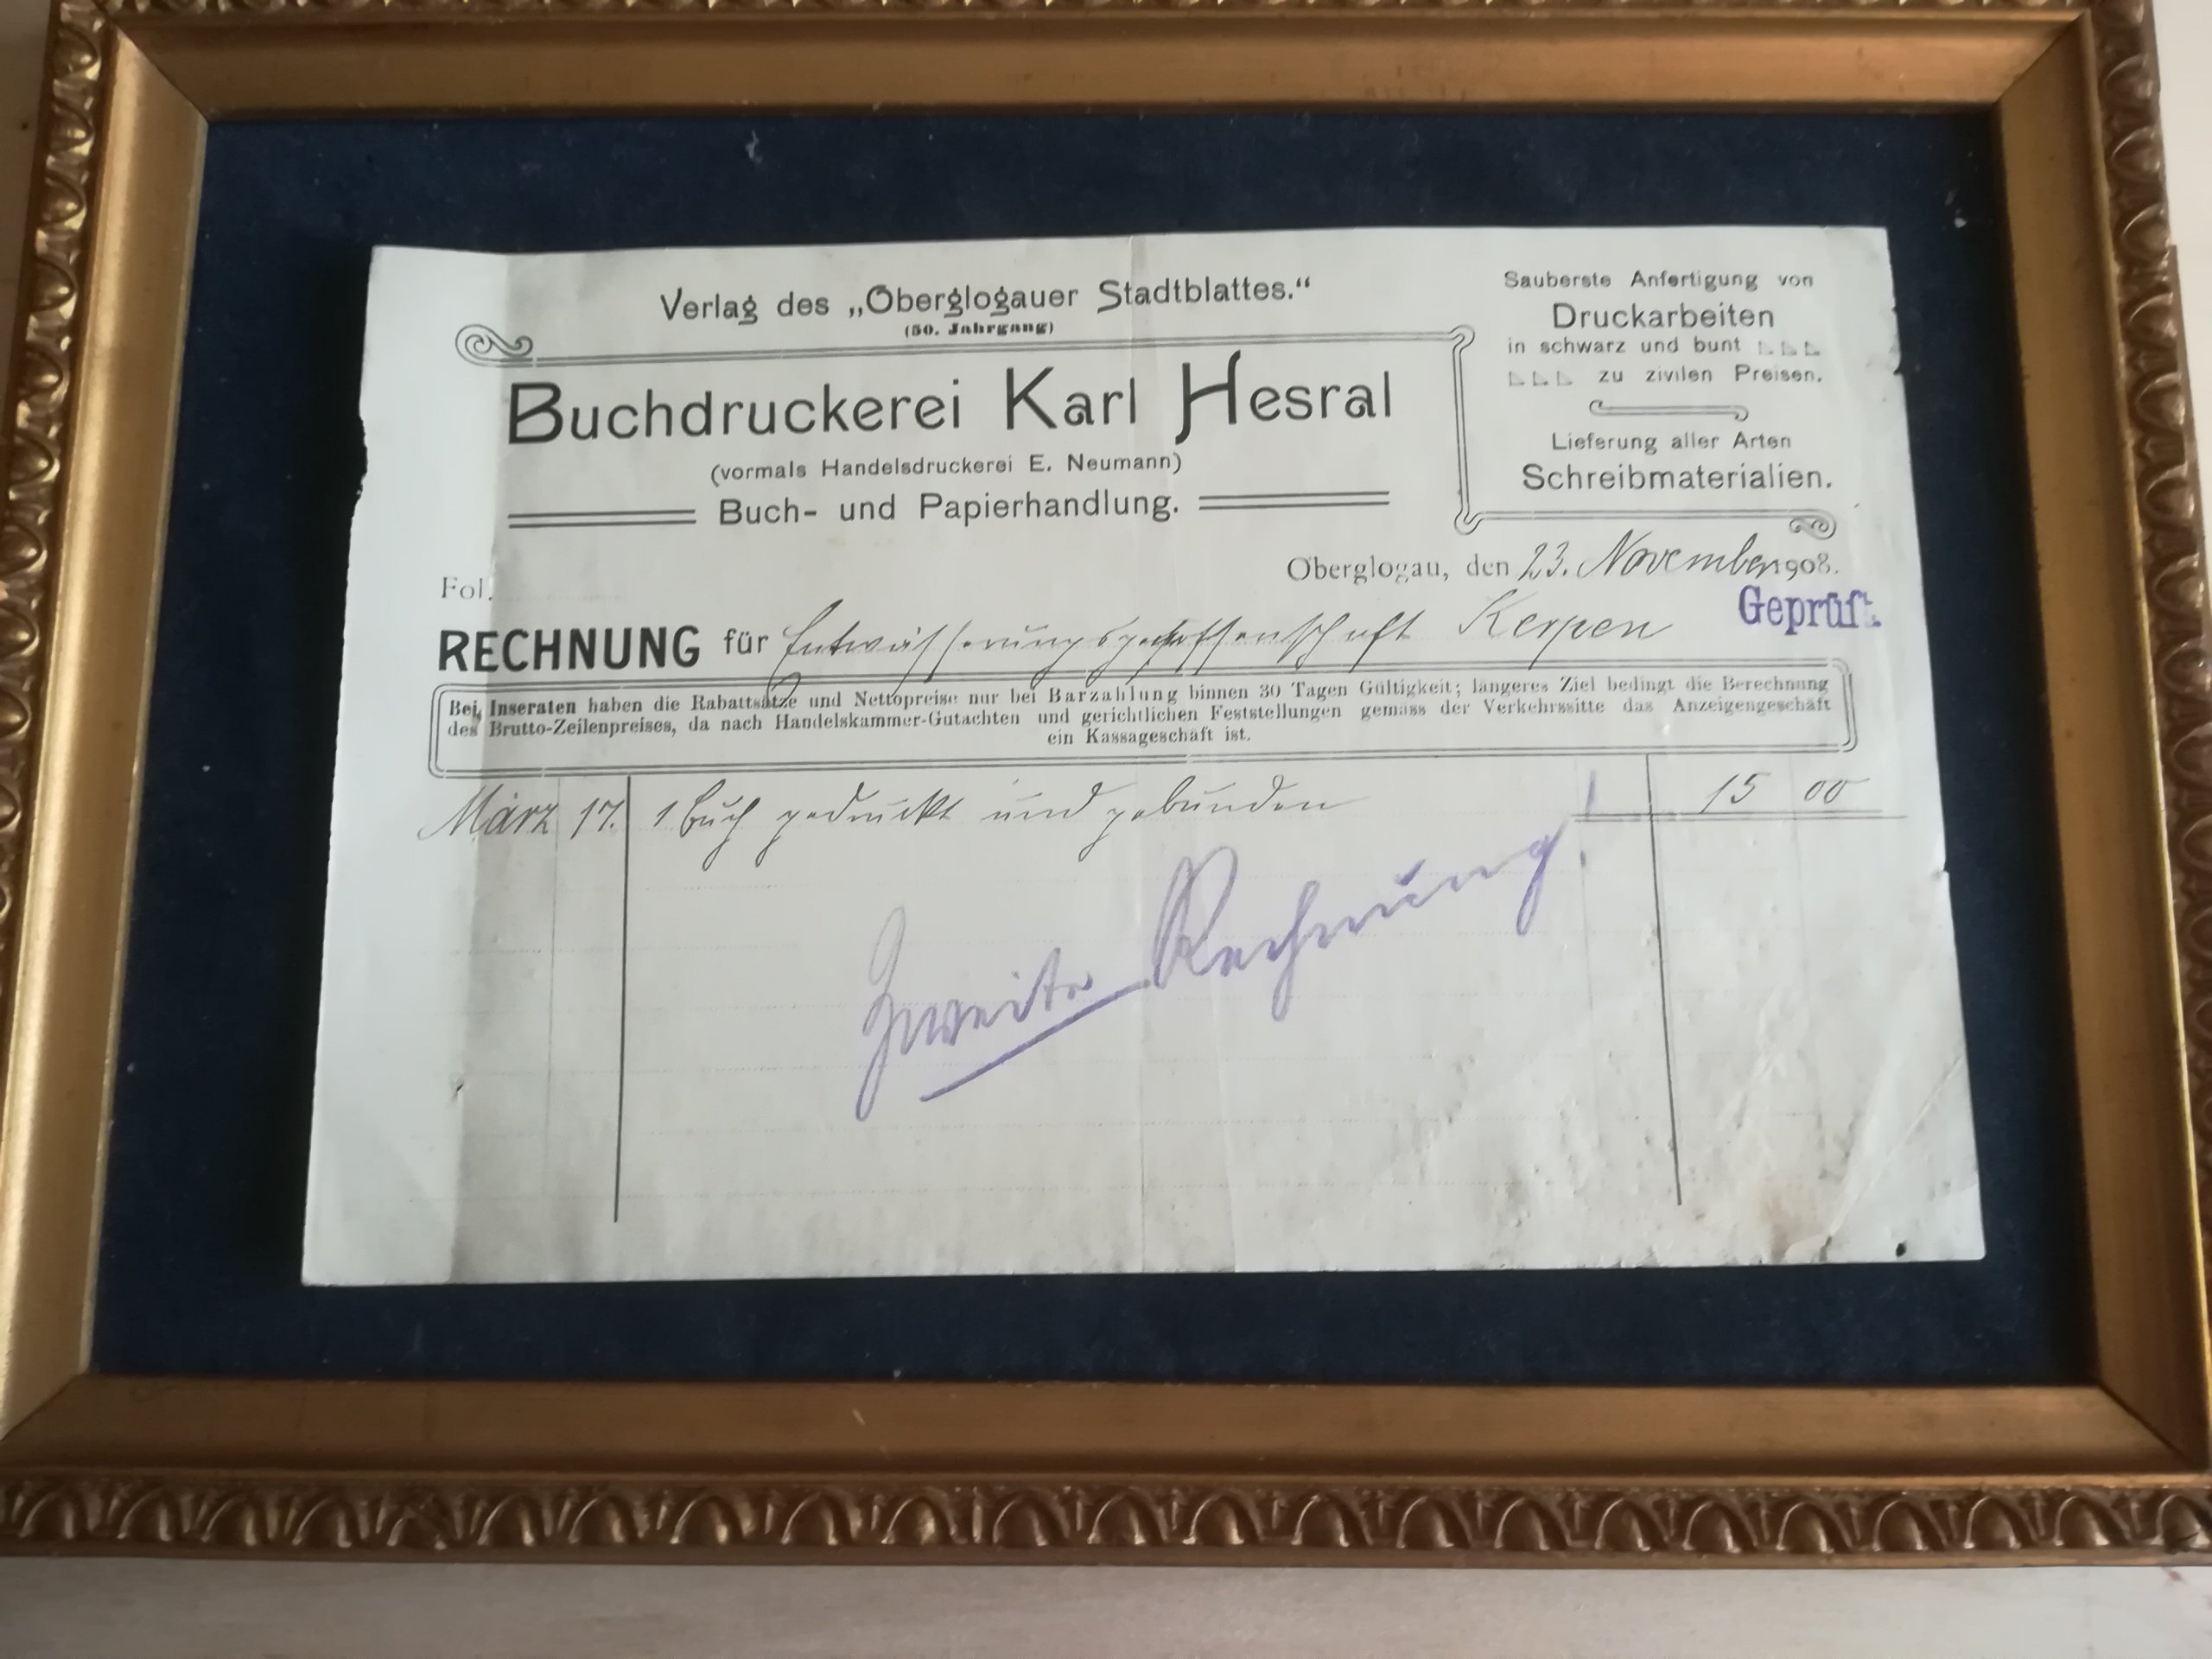 Verlag des „Oberglogauer Stadtblattes.“
(50. Jahrgang)
Buchdruckerei Karl Hesral
(vormals Handelsdruckerei E. Neumann)
Buch- und Papierhandlung.
Sauberste Anfertigung von
Druckarbeiten
in schwarz und bunt
zu zivilen Preisen.
Lieferung aller Arten
Schreibmaterialien.
Oberglogau, den 23. November 1908.
Fol.
Geprüft.
RECHNUNG für Entwässerungsgenossenschaft Kerpen
Bei Inseraten haben die Rabattsätze und Nettopreise nur bei Barzahlung binnen 30 Tagen Gültigkeit; längeres Ziel bedingt die Berechnung
des Brutto-Zeilenpreises, da nach Handelskammer-Gutachten und gerichtlichen Feststellungen gemäss der Verkehrssitte das Anzeigengeschäft
ein Kassageschäft ist.
März 17. 1 Buch gedruckt und gebunden 15 00
Zweite Rechnung!